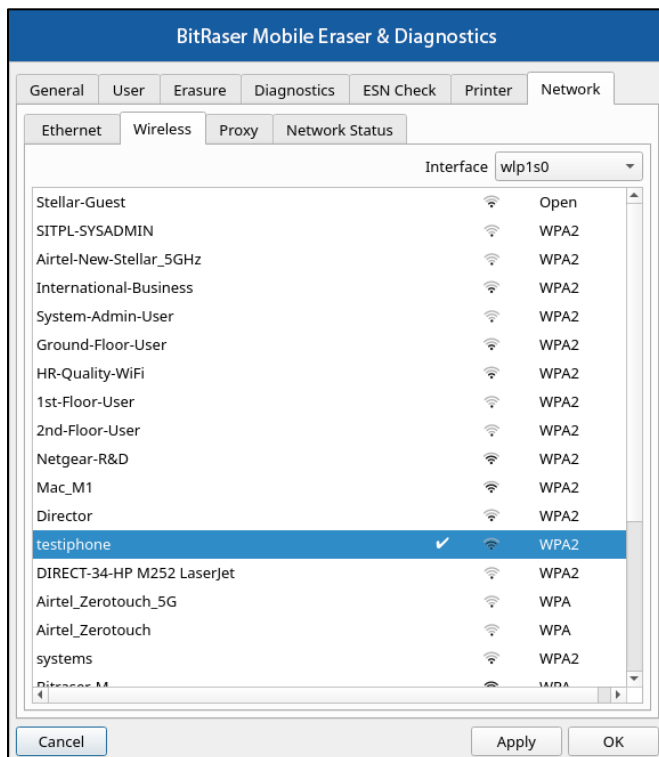 BitRaser Mobile Eraser & Diagnostics
General User Erasure Diagnostics ESN Check Printer Network
Ethernet Wireless Proxy Network Status
Interface wlp1s0
Stellar-Guest Open
SITPL-SYSADMIN WPA2
Airtel-New-Stellar_5GHz WPA2
International-Business WPA2
System-Admin-User WPA2
Ground-Floor-User WPA2
HR-Quality-WiFi WPA2
1st-Floor-User WPA2
2nd-Floor-User WPA2
Netgear-R&D WPA2
Mac_M1 WPA2
Director WPA2
testiphone ✔ WPA2
DIRECT-34-HP M252 LaserJet WPA2
Airtel_Zerotouch_5G WPA
Airtel_Zerotouch WPA
systems WPA2
Bitraser-M WPA
Cancel Apply OK